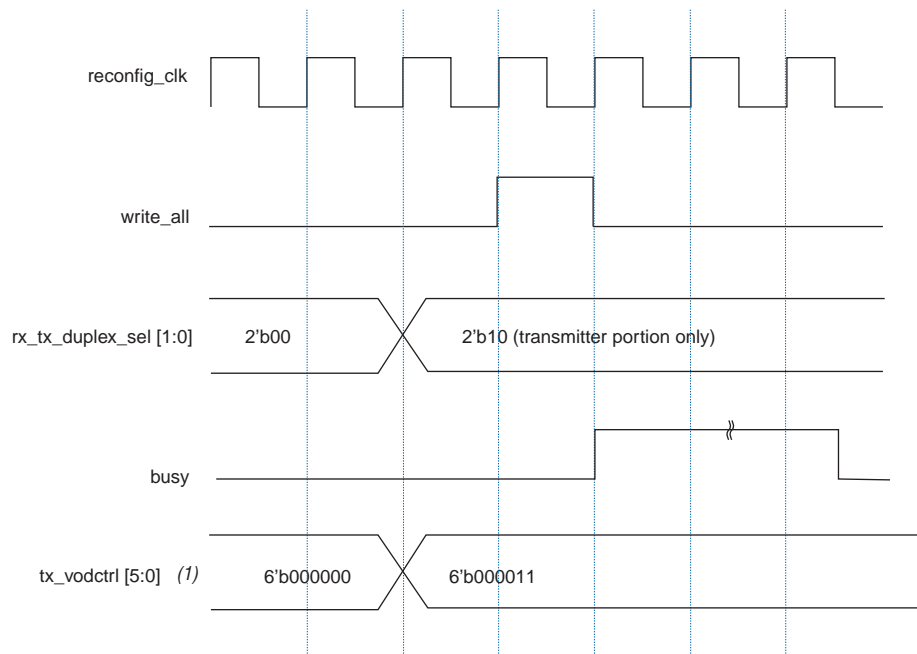 reconfig_clk
write_all
rx_tx_duplex_sel [1:0] 2'b00 2'b10 (transmitter portion only)
busy
tx_vodctrl [5:0] (1) 6'b000000 6'b000011